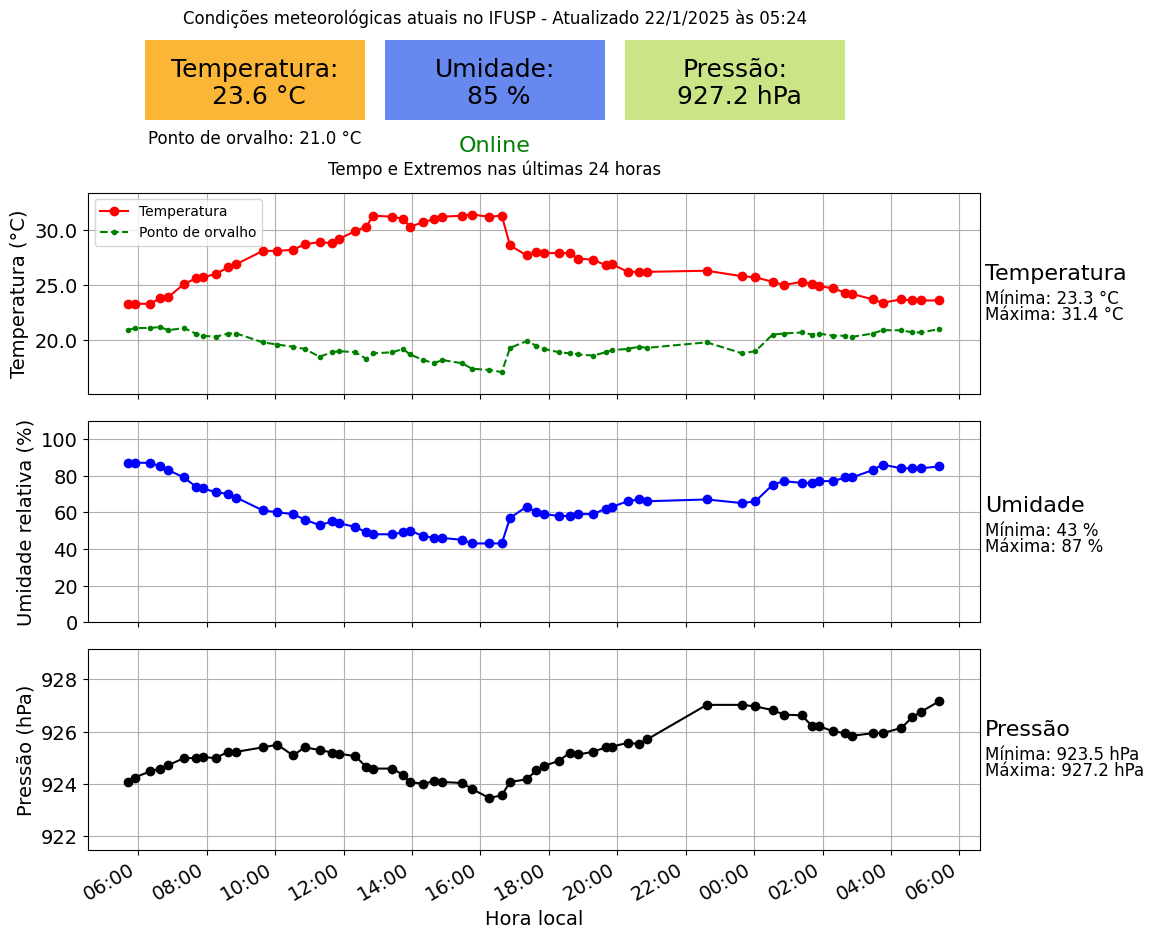 Condições meteorológicas atuais no IFUSP - Atualizado 22/1/2025 às 05:24
Temperatura:
23.6 °C
Umidade:
85 %
Pressão:
927.2 hPa
Ponto de orvalho: 21.0 °C
Online
Tempo e Extremos nas últimas 24 horas
Temperatura (°C)
30.0
25.0
20.0
Temperatura
Ponto de orvalho
Temperatura
Mínima: 23.3 °C
Máxima: 31.4 °C
Umidade relativa (%)
100
80
60
40
20
0
Umidade
Mínima: 43 %
Máxima: 87 %
Pressão (hPa)
928
926
924
922
Pressão
Mínima: 923.5 hPa
Máxima: 927.2 hPa
06:00 08:00 10:00 12:00 14:00 16:00 18:00 20:00 22:00 00:00 02:00 04:00 06:00
Hora local